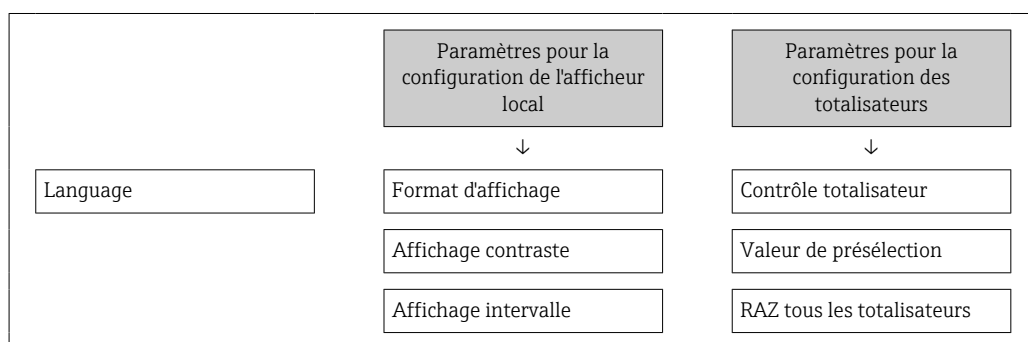 Paramètres pour la
configuration de l'afficheur
local
Paramètres pour la
configuration des
totalisateurs
↓
↓
Language
Format d'affichage
Contrôle totalisateur
Affichage contraste
Valeur de présélection
Affichage intervalle
RAZ tous les totalisateurs